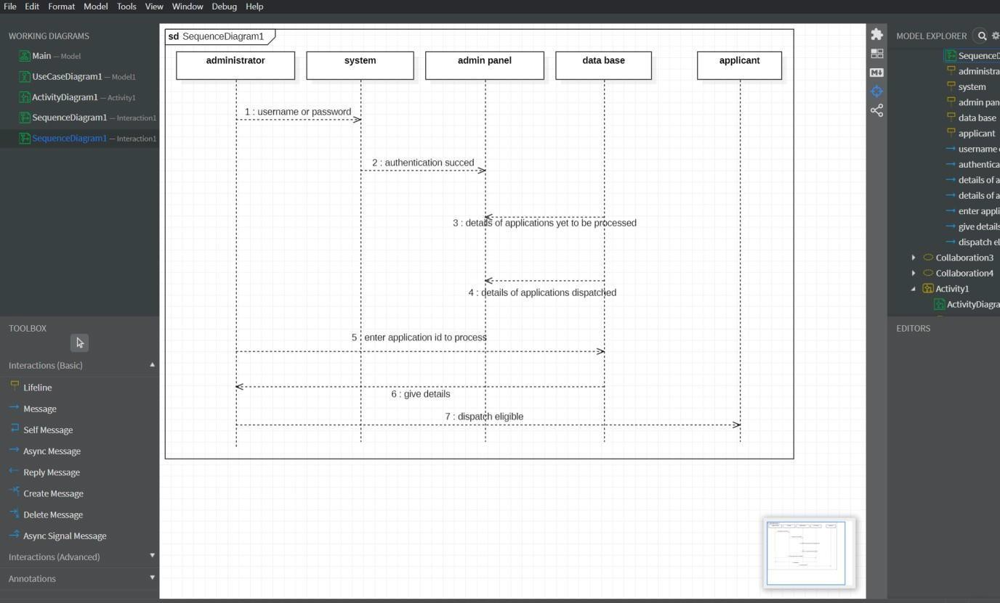 File Edit Format Model Tools View Window Debug Help
WORKING DIAGRAMS
Main — Model
UseCaseDiagram1 — Model1
ActivityDiagram1 — Activity1
SequenceDiagram1 — Interaction1
SequenceDiagram1 — Interaction1
TOOLBOX
Interactions (Basic)
Lifeline
Message
Self Message
Async Message
Reply Message
Create Message
Delete Message
Async Signal Message
Interactions (Advanced)
Annotations
sd SequenceDiagram1
administrator system admin panel data base applicant
1 : username or password
2 : authentication succed
3 : details of applications yet to be processed
4 : details of applications dispatched
5 : enter application id to process
6 : give details
7 : dispatch eligible
MODEL EXPLORER
SequenceD
administra
system
admin pan
data base
applicant
username
authentica
details of a
details of a
enter appli
give details
dispatch el
Collaboration3
Collaboration4
Activity1
ActivityDiagra
EDITORS